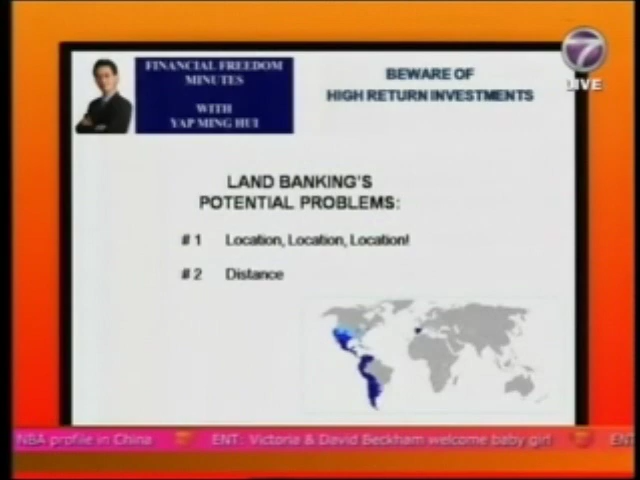 FINANCIAL FREEDOM
MINUTES
WITH
YAP MING HUI
BEWARE OF
HIGH RETURN INVESTMENTS
7
LIVE
LAND BANKING'S
POTENTIAL PROBLEMS:
# 1 Location, Location, Location!
# 2 Distance
NBA profile in China ENT: Victoria & David Beckham welcome baby girl ENT